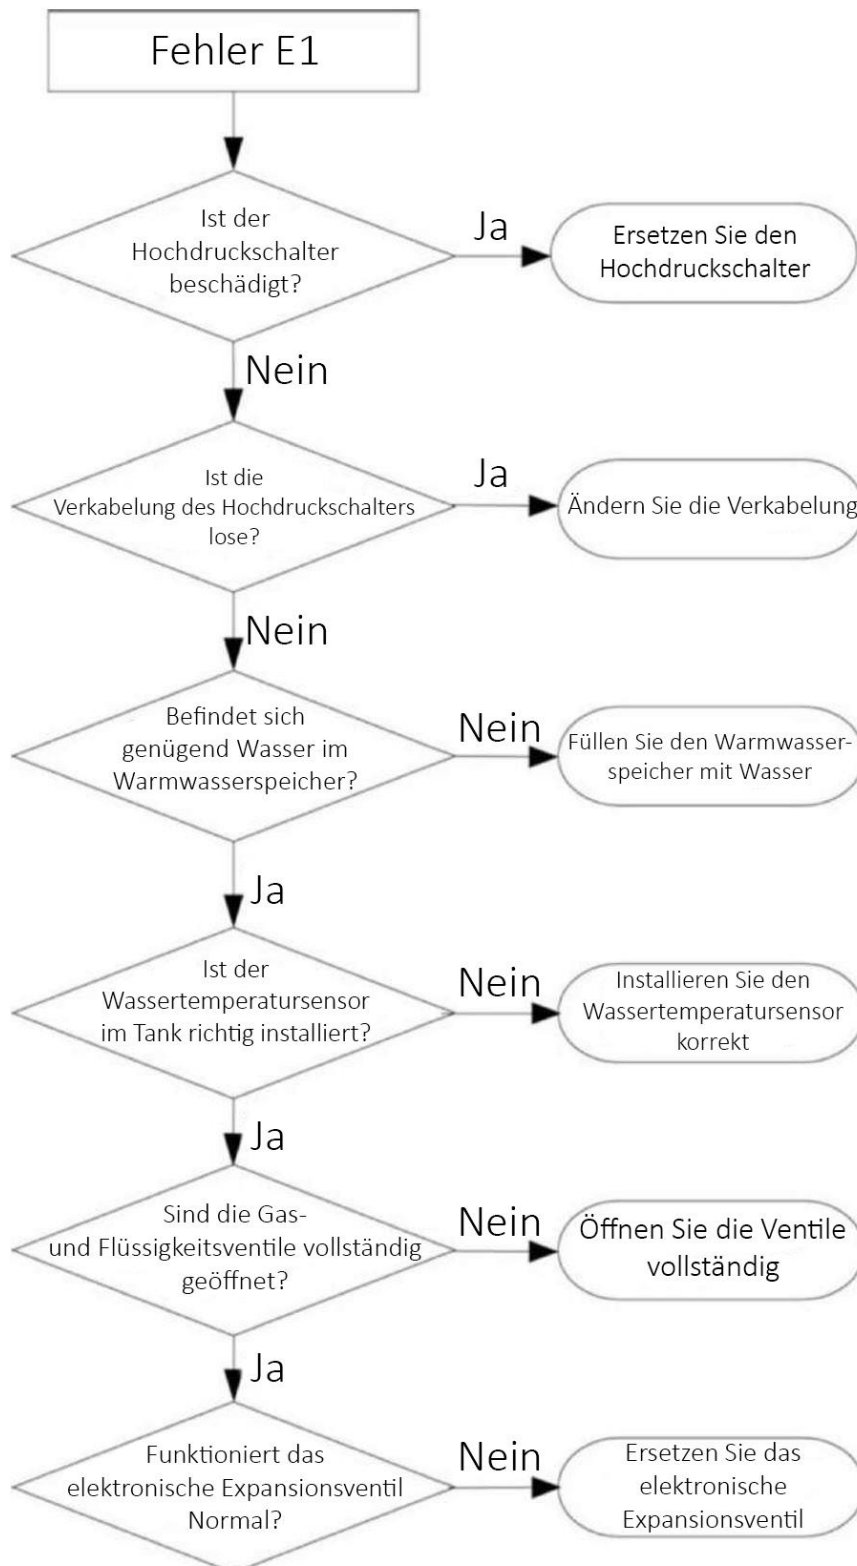 Fehler E1
Ist der
Hochdruckschalter
beschädigt?
Ja
Ersetzen Sie den
Hochdruckschalter
Nein
Ist die
Verkabelung des Hochdruckschalters
lose?
Ja
Ändern Sie die Verkabelung
Nein
Befindet sich
genügend Wasser im
Warmwasserspeicher?
Nein
Füllen Sie den Warmwasser-
speicher mit Wasser
Ja
Ist der
Wassertemperatursensor
im Tank richtig installiert?
Nein
Installieren Sie den
Wassertemperatursensor
korrekt
Ja
Sind die Gas-
und Flüssigkeitsventile vollständig
geöffnet?
Nein
Öffnen Sie die Ventile
vollständig
Ja
Funktioniert das
elektronische Expansionsventil
Normal?
Nein
Ersetzen Sie das
elektronische
Expansionsventil